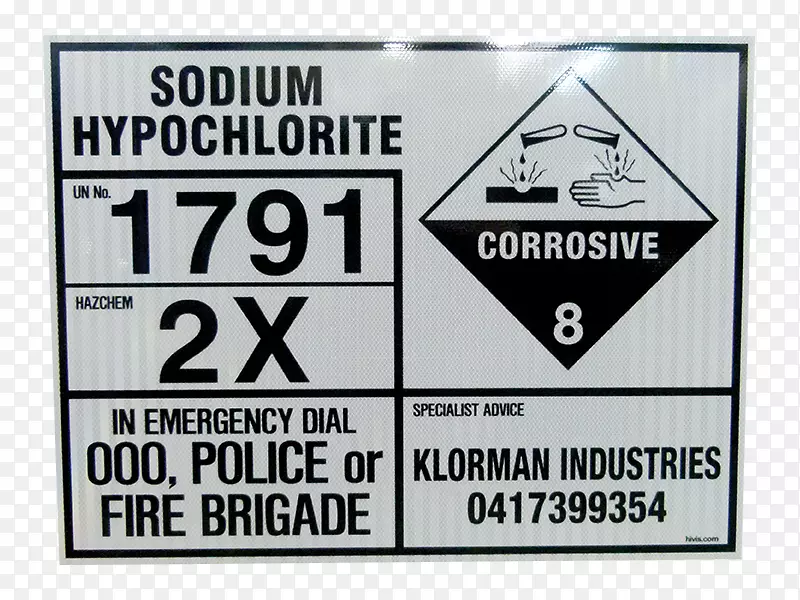 SODIUM
HYPOCHLORITE
UN No. 1791
HAZCHEM 2X
IN EMERGENCY DIAL
000, POLICE or
FIRE BRIGADE
CORROSIVE
8
SPECIALIST ADVICE
KLORMAN INDUSTRIES
0417399354
hivis.com